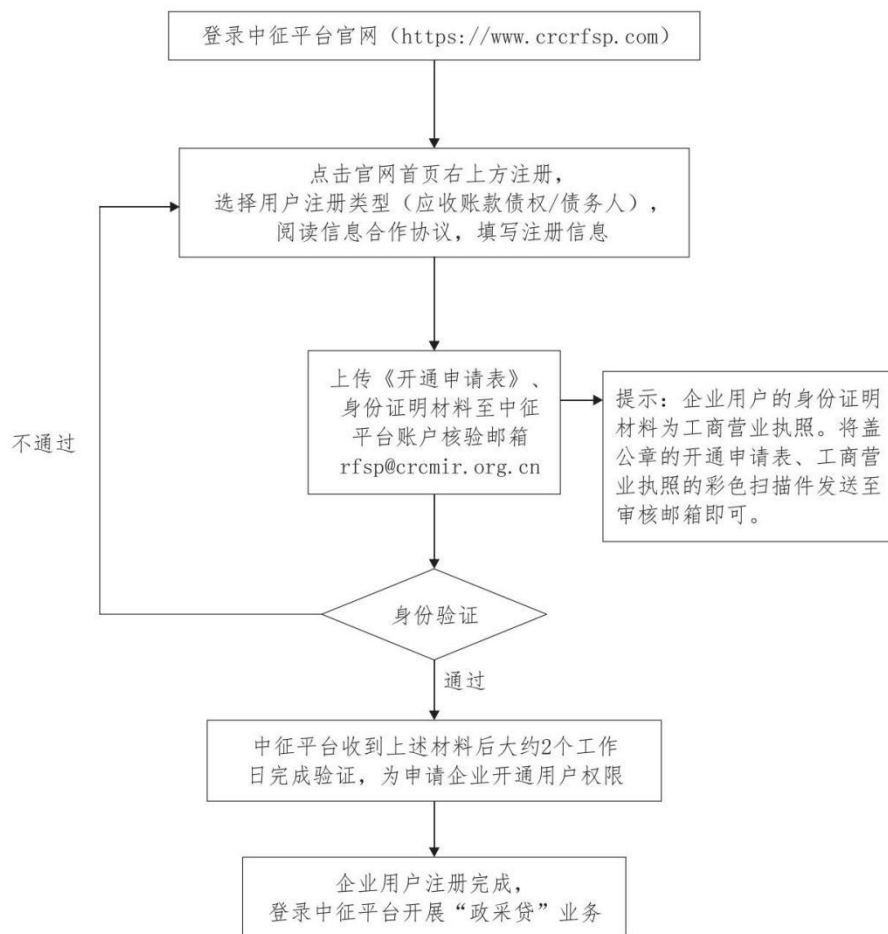 登录中征平台官网（https://www.crcrfsp.com）
点击官网首页右上方注册，
选择用户注册类型（应收账款债权/债务人），
阅读信息合作协议，填写注册信息
上传《开通申请表》、
身份证明材料至中征
平台账户核验邮箱
rfsp@crcmir.org.cn
提示：企业用户的身份证明
材料为工商营业执照。将盖
公章的开通申请表、工商营
业执照的彩色扫描件发送至
审核邮箱即可。
不通过
身份验证
通过
中征平台收到上述材料后大约2个工作
日完成验证，为申请企业开通用户权限
企业用户注册完成，
登录中征平台开展“政采贷”业务